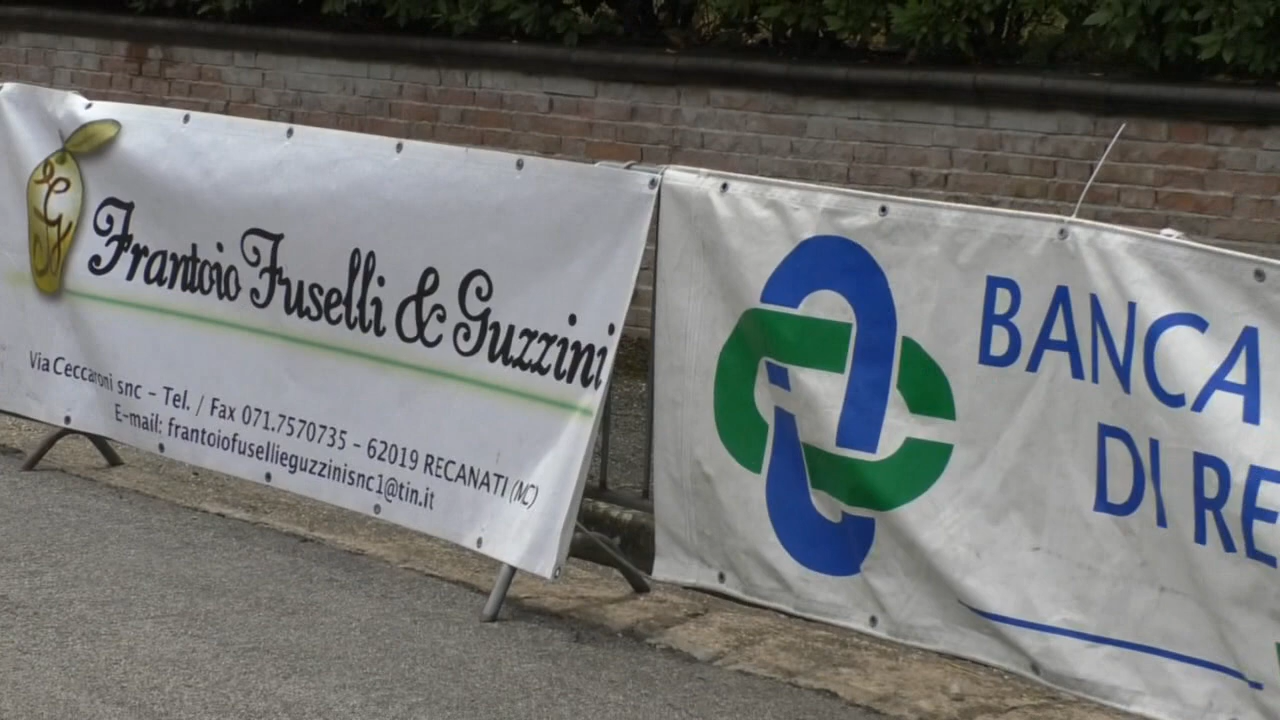 Frantoio Fuselli & Guzzini
Via Ceccaroni snc - Tel. / Fax 071.7570735 - 62019 RECANATI (MC)
E-mail: frantoiofusellieguzzinisnc1@tin.it
BANCA
DI RE